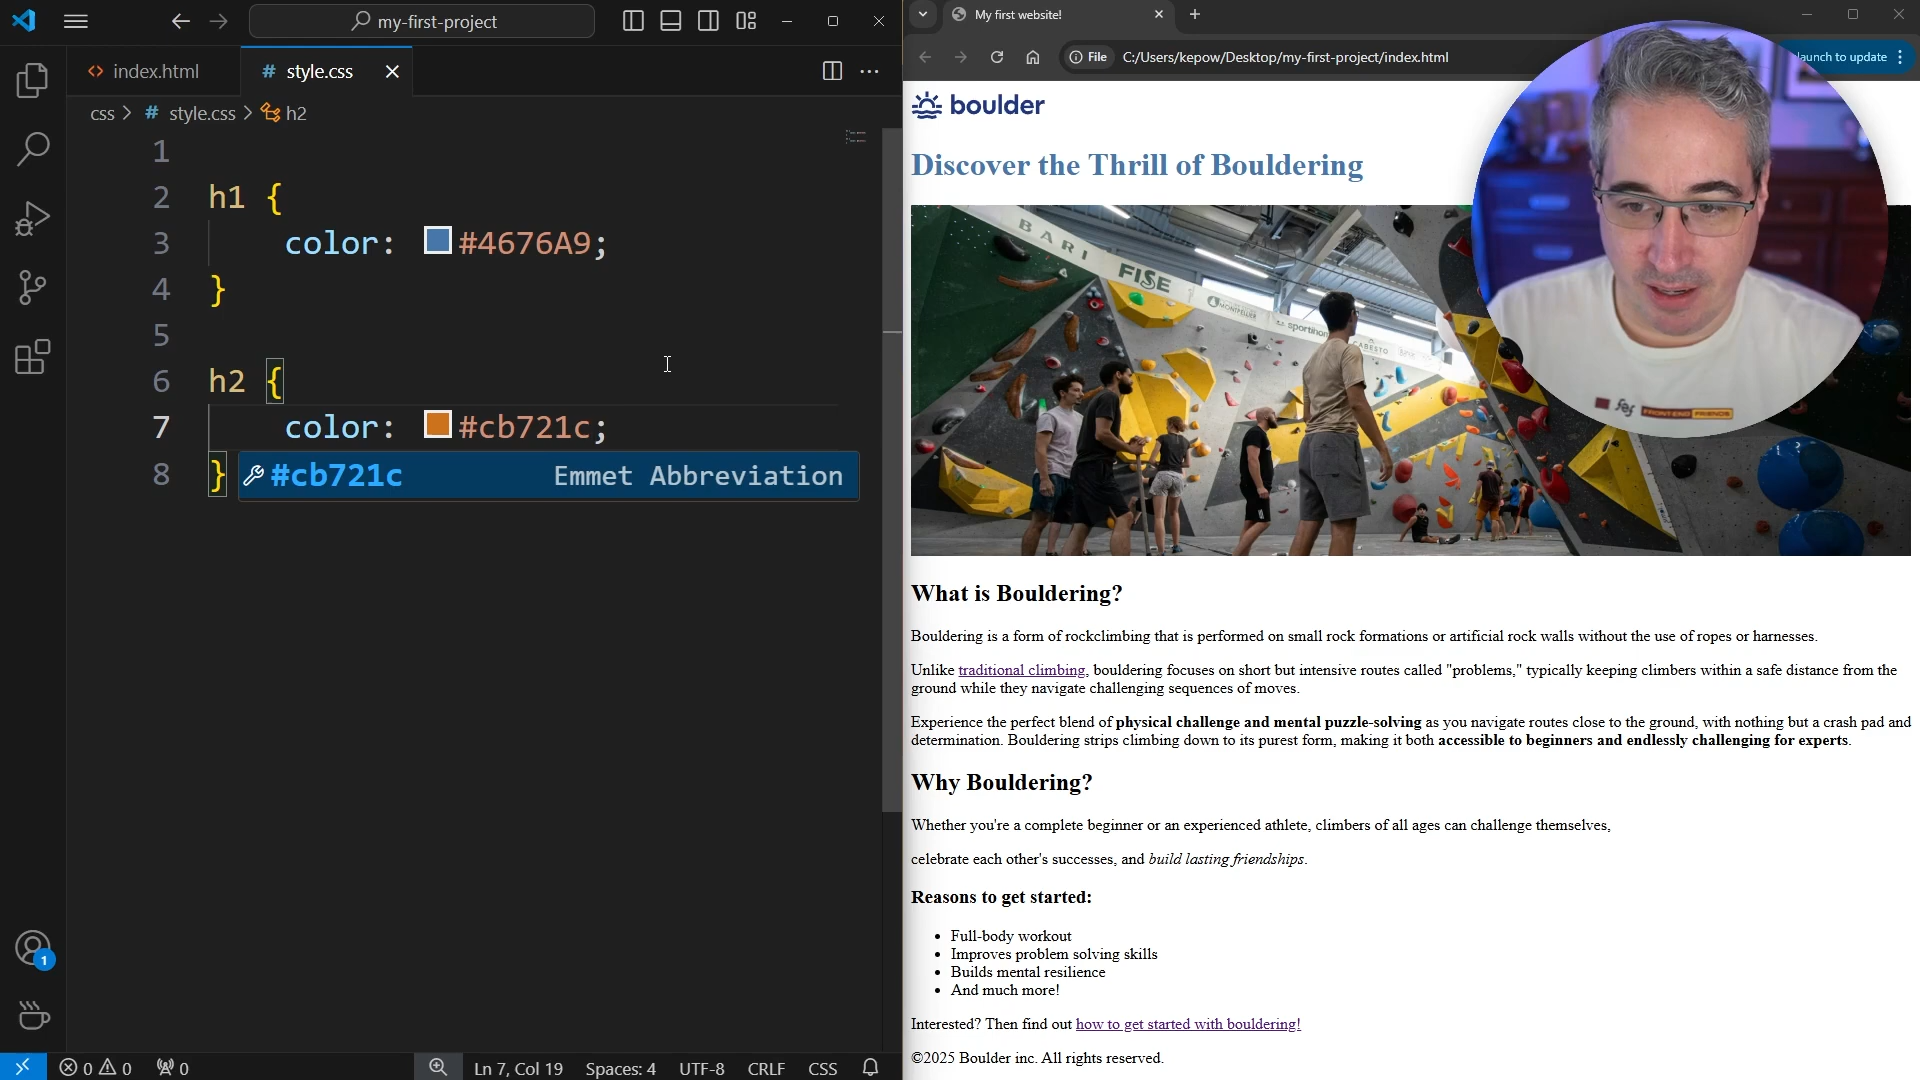 my-first-project
index.html
style.css
css > style.css > h2
1
2 h1 {
3 color: #4676A9;
4 }
5
6 h2 {
7 color: #cb721c;
8 }
#cb721c Emmet Abbreviation
1
0 0 0
Ln 7, Col 19 Spaces: 4 UTF-8 CRLF CSS
My first website!
File C:/Users/kepow/Desktop/my-first-project/index.html
launch to update
boulder
Discover the Thrill of Bouldering
BARI FISE
MONTPELLIER
CABESTO
FRONT-END FRIENDS
What is Bouldering?
Bouldering is a form of rockclimbing that is performed on small rock formations or artificial rock walls without the use of ropes or harnesses.
Unlike traditional climbing, bouldering focuses on short but intensive routes called "problems," typically keeping climbers within a safe distance from the
ground while they navigate challenging sequences of moves.
Experience the perfect blend of physical challenge and mental puzzle-solving as you navigate routes close to the ground, with nothing but a crash pad and
determination. Bouldering strips climbing down to its purest form, making it both accessible to beginners and endlessly challenging for experts.
Why Bouldering?
Whether you're a complete beginner or an experienced athlete, climbers of all ages can challenge themselves,
celebrate each other's successes, and build lasting friendships.
Reasons to get started:
• Full-body workout
• Improves problem solving skills
• Builds mental resilience
• And much more!
Interested? Then find out how to get started with bouldering!
©2025 Boulder inc. All rights reserved.